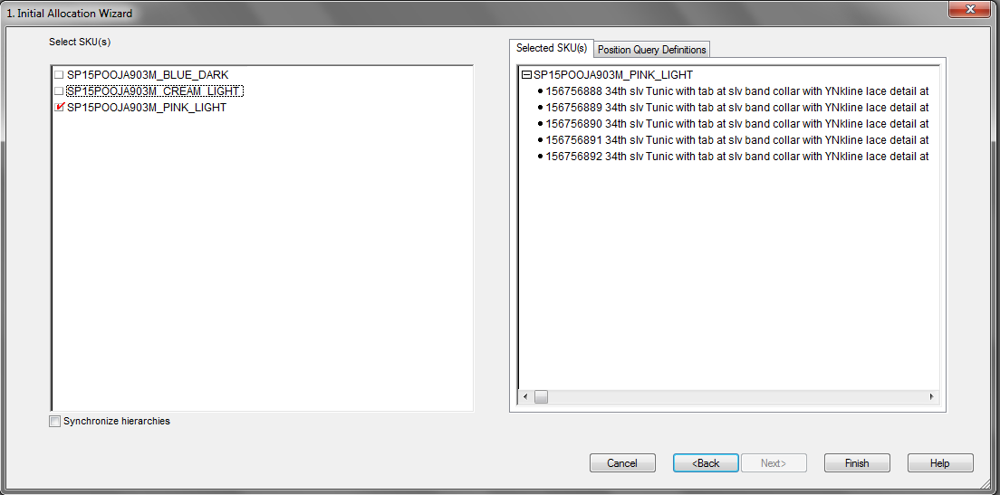 1. Initial Allocation Wizard
Select SKU(s)
SP15POOJA903M_BLUE_DARK
SP15POOJA903M_CREAM_LIGHT
SP15POOJA903M_PINK_LIGHT
Synchronize hierarchies
Selected SKU(s) Position Query Definitions
SP15POOJA903M_PINK_LIGHT
156756888 34th slv Tunic with tab at slv band collar with YNkline lace detail at
156756889 34th slv Tunic with tab at slv band collar with YNkline lace detail at
156756890 34th slv Tunic with tab at slv band collar with YNkline lace detail at
156756891 34th slv Tunic with tab at slv band collar with YNkline lace detail at
156756892 34th slv Tunic with tab at slv band collar with YNkline lace detail at
Cancel <Back Next> Finish Help